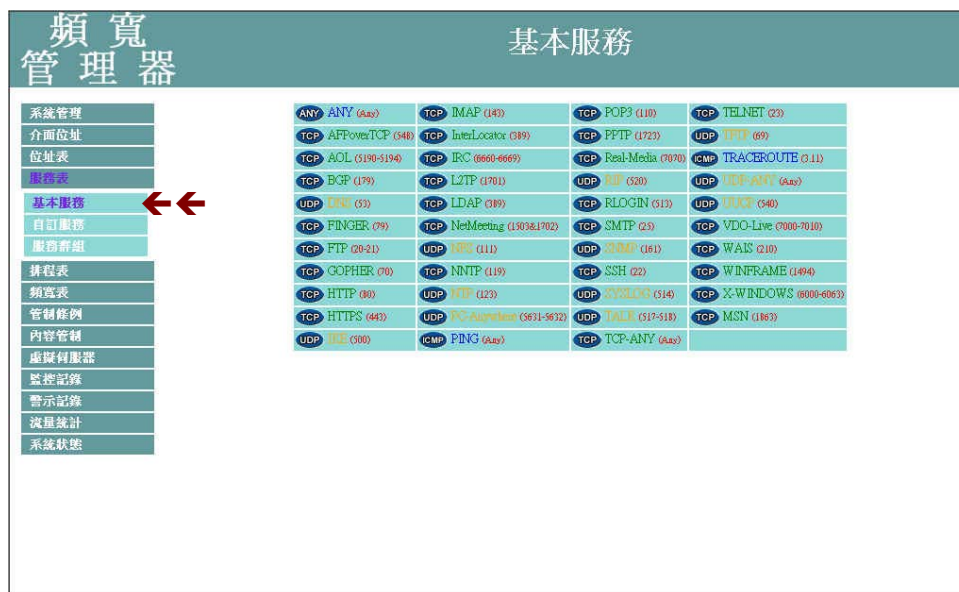 頻 寬
管 理 器
基本服務
系統管理
介面位址
位址表
服務表
基本服務
自訂服務
服務群組
排程表
頻寬表
管制條例
內容管制
虛擬伺服器
監控記錄
警示記錄
流量統計
系統狀態
ANY ANY (Any) TCP IMAP (143) TCP POP3 (110) TCP TELNET (23)
TCP AFPoverTCP (548) TCP InterLocator (389) TCP PPTP (1723) UDP TFTP (69)
TCP AOL (5190-5194) TCP IRC (6660-6669) TCP Real-Media (7070) ICMP TRACEROUTE (3.11)
TCP BGP (179) TCP L2TP (1701) UDP RIP (520) UDP UDP-ANY (Any)
UDP DNS (53) TCP LDAP (389) TCP RLOGIN (513) UDP UUCP (540)
TCP FINGER (79) TCP NetMeeting (1503&1702) TCP SMTP (25) TCP VDO-Live (7000-7010)
TCP FTP (20-21) UDP NFS (111) UDP SNMP (161) TCP WAIS (210)
TCP GOPHER (70) TCP NNTP (119) TCP SSH (22) TCP WINFRAME (1494)
TCP HTTP (80) UDP NTP (123) UDP SYSLOG (514) TCP X-WINDOWS (6000-6063)
TCP HTTPS (443) UDP PC-Anywhere (5631-5632) UDP TALK (517-518) TCP MSN (1863)
UDP IKE (500) ICMP PING (Any) TCP TCP-ANY (Any)